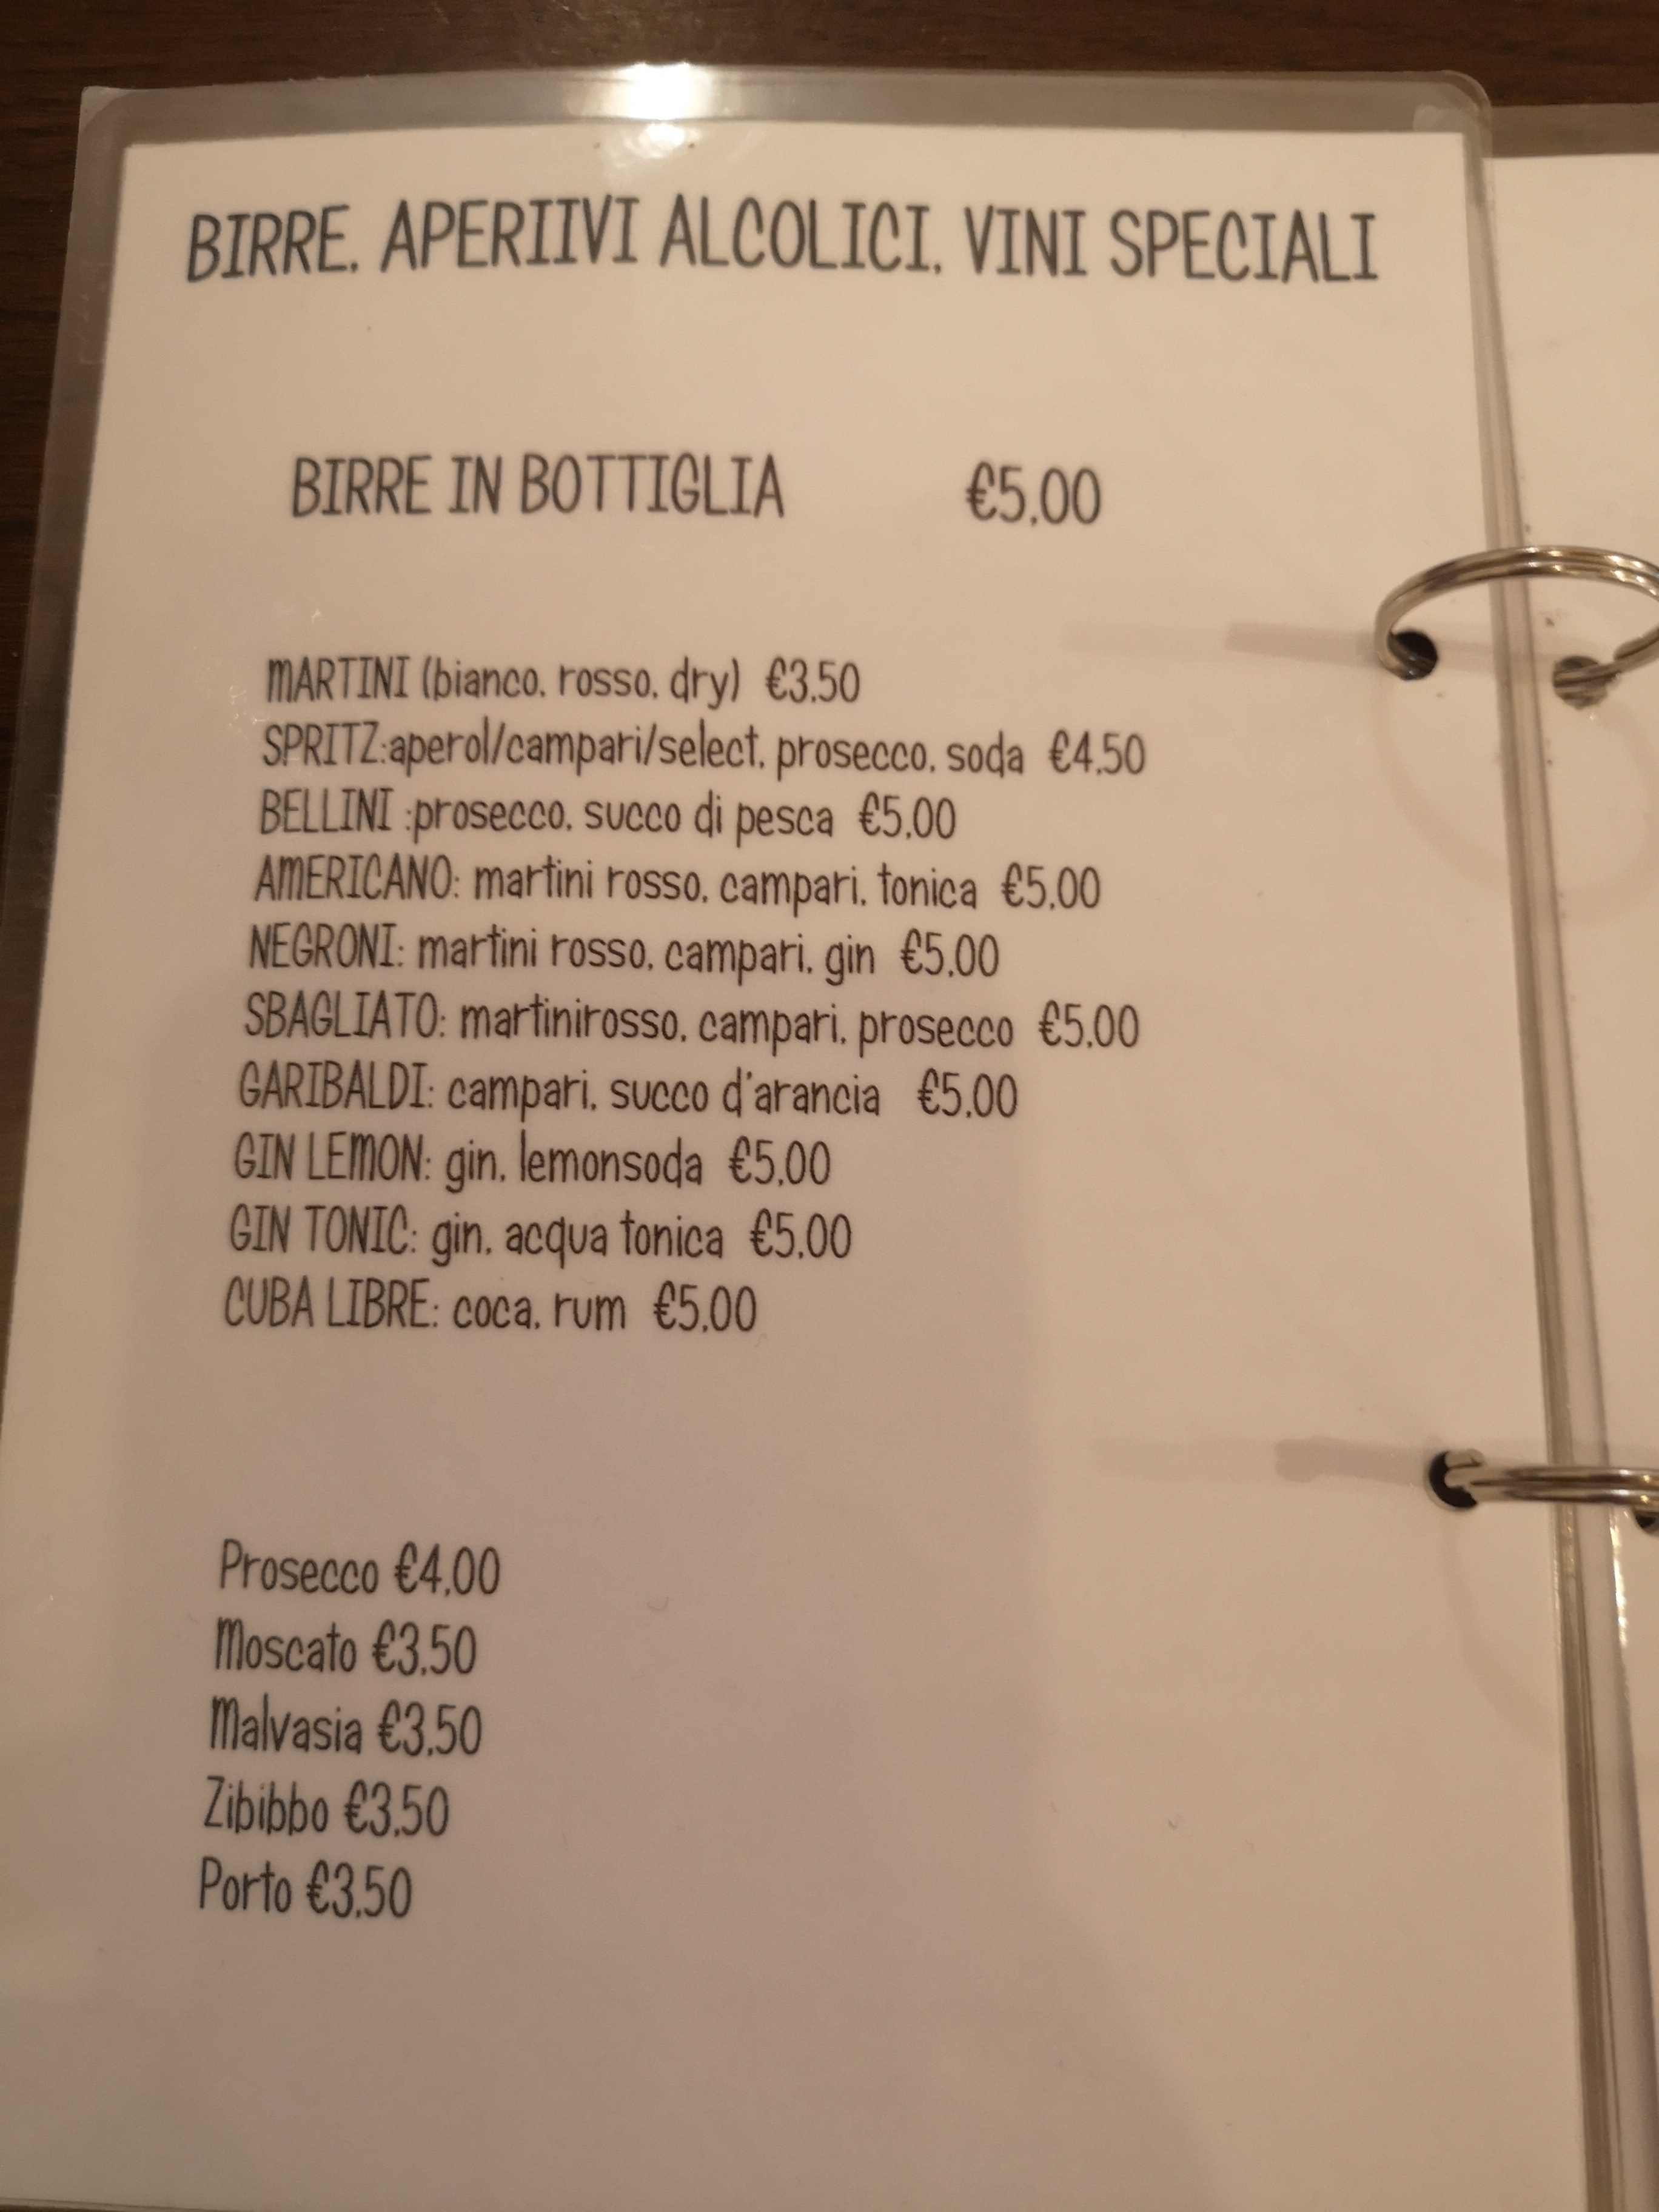 BIRRE, APERIIVI ALCOLICI, VINI SPECIALI
BIRRE IN BOTTIGLIA €5,00
MARTINI (bianco, rosso, dry) €3,50
SPRITZ:aperol/campari/select, prosecco, soda €4,50
BELLINI :prosecco, succo di pesca €5,00
AMERICANO: martini rosso, campari, tonica €5,00
NEGRONI: martini rosso, campari, gin €5,00
SBAGLIATO: martinirosso, campari, prosecco €5,00
GARIBALDI: campari, succo d'arancia €5,00
GIN LEMON: gin, lemonsoda €5,00
GIN TONIC: gin, acqua tonica €5,00
CUBA LIBRE: coca, rum €5,00
Prosecco €4,00
Moscato €3,50
Malvasia €3,50
Zibibbo €3,50
Porto €3,50